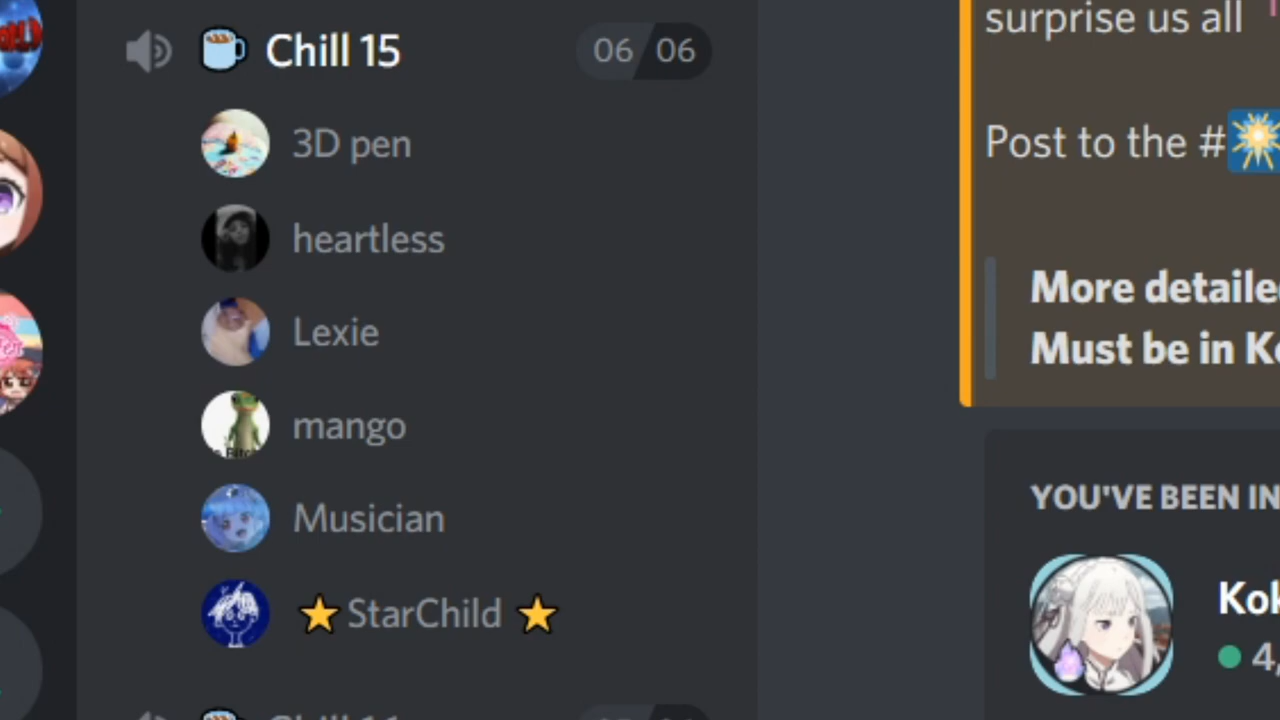 Chill 15
06 06
3D pen
heartless
Lexie
mango
Musician
⭐ StarChild ⭐
surprise us all
Post to the #
More detaile
Must be in K
YOU'VE BEEN IN
Kok
4,